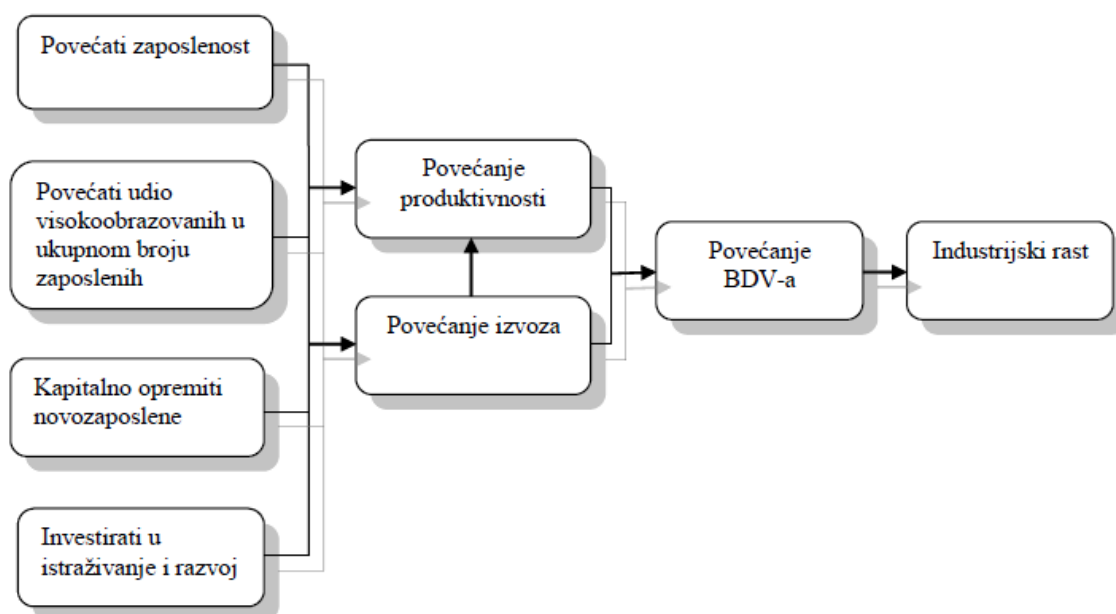 Povećati zaposlenost
Povećati udio
visokoobrazovanih u
ukupnom broju
zaposlenih
Kapitalno opremiti
novozaposlene
Investirati u
istraživanje i razvoj
Povećanje
produktivnosti
Povećanje izvoza
Povećanje
BDV-a
Industrijski rast